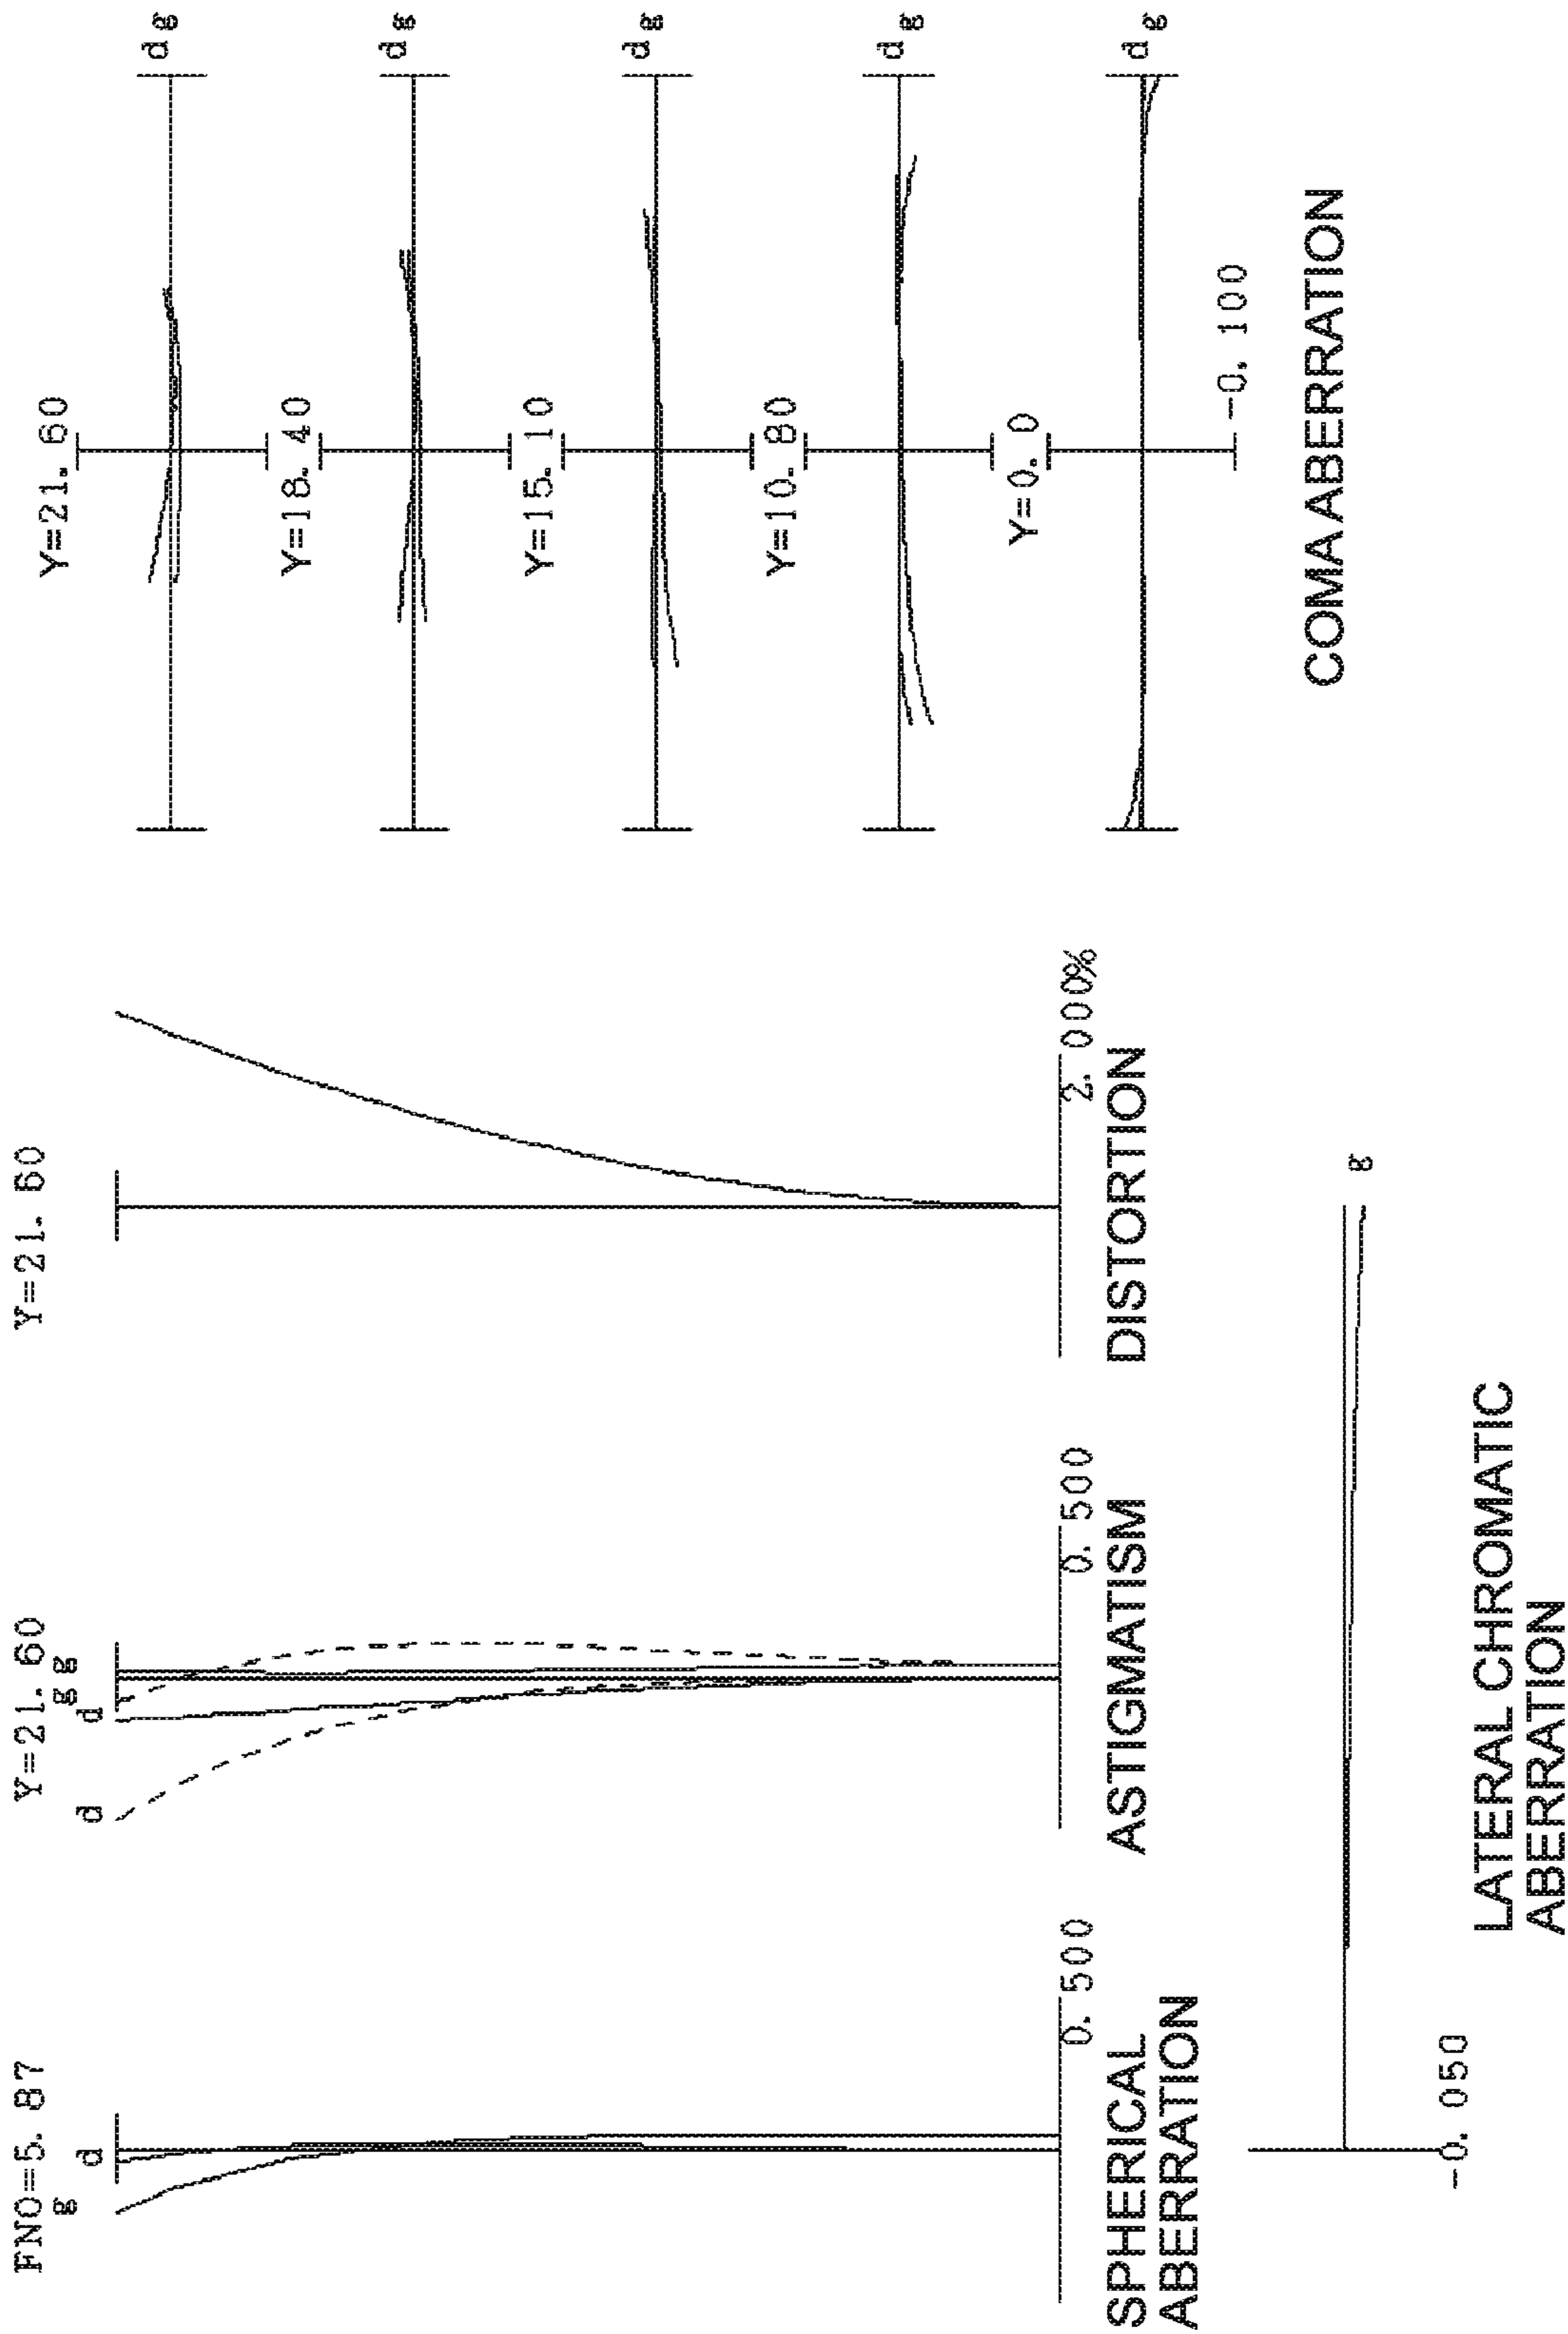 FNO=5.87
g d
SPHERICAL
ABERRATION
0.500
Y=21.60
d d g g
ASTIGMATISM
0.500
Y=21.60
DISTORTION
2.000%
Y=21.60
d
g
Y=18.40
d
g
Y=15.10
d
g
Y=10.80
d
g
Y=0.0
d
g
-0.100
COMA ABERRATION
g
-0.050
LATERAL CHROMATIC
ABERRATION